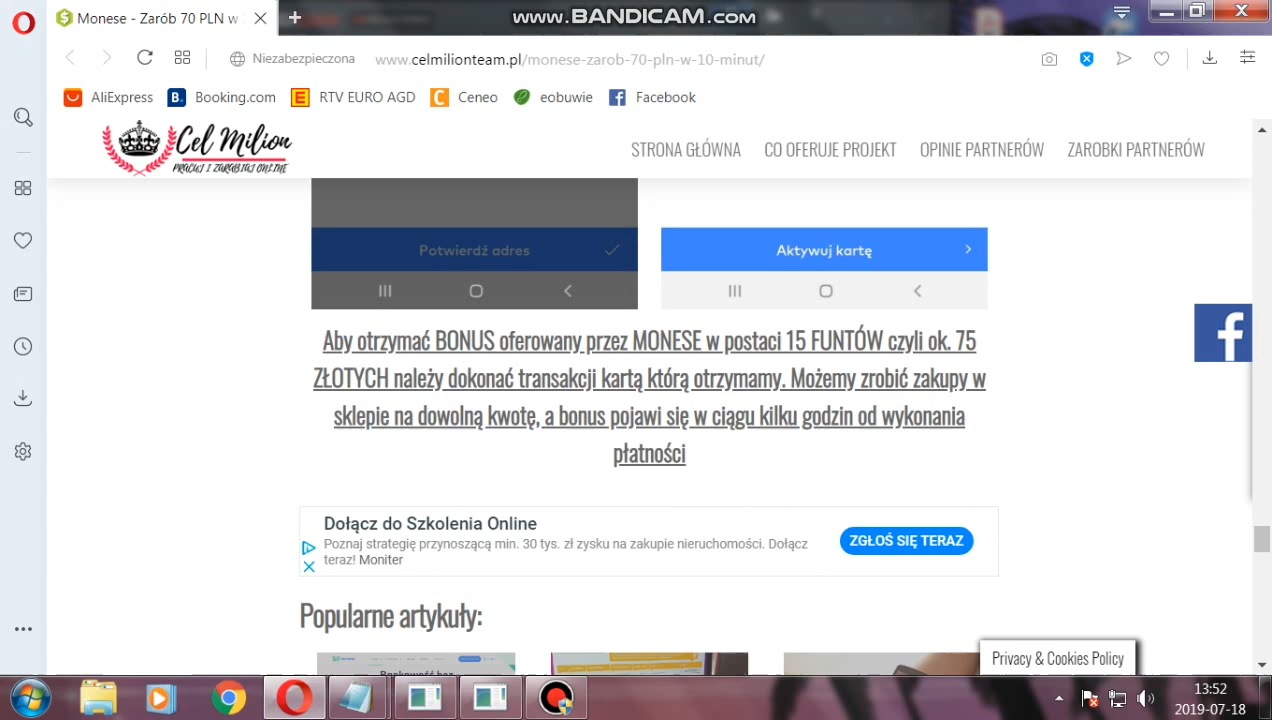 www.BANDICAM.com
Monese - Zarób 70 PLN w
Niezabezpieczona
www.celmilionteam.pl/monese-zarob-70-pln-w-10-minut/
AliExpress
B.
Booking.com
RTV EURO AGD
Ceneo
eobuwie
Facebook
Cel Milion
PRACUJ I ZARABIAJ ONLINE
STRONA GŁÓWNA
CO OFERUJE PROJEKT
OPINIE PARTNERÓW
ZAROBKI PARTNERÓW
Potwierdź adres
Aktywuj kartę
Aby otrzymać BONUS oferowany przez MONESE w postaci 15 FUNTÓW czyli ok. 75
ZŁOTYCH należy dokonać transakcji kartą którą otrzymamy. Możemy zrobić zakupy w
sklepie na dowolną kwotę, a bonus pojawi się w ciągu kilku godzin od wykonania
płatności
Dołącz do Szkolenia Online
Poznaj strategię przynoszącą min. 30 tys. zł zysku na zakupie nieruchomości. Dołącz
teraz! Moniter
ZGŁOŚ SIĘ TERAZ
Popularne artykuły:
Privacy & Cookies Policy
13:52
2019-07-18